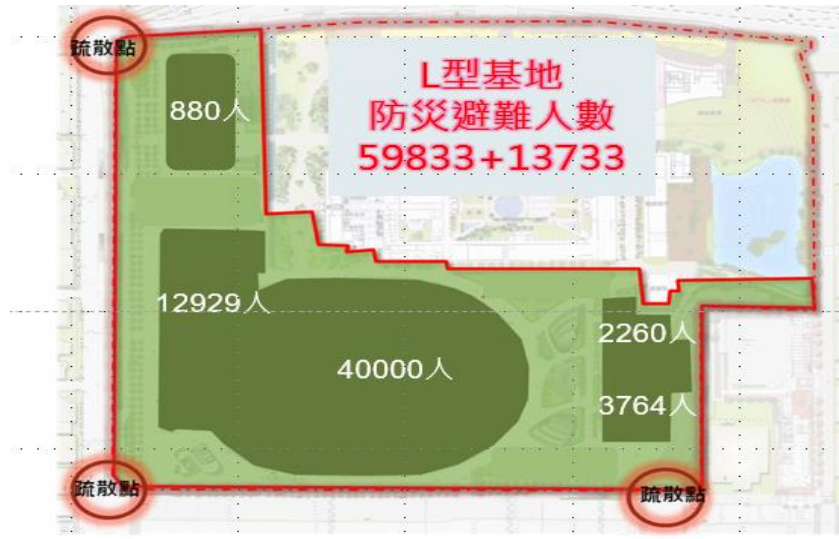 疏散點
880人
L型基地
防災避難人數
59833+13733
12929人
40000人
2260人
3764人
疏散點
疏散點